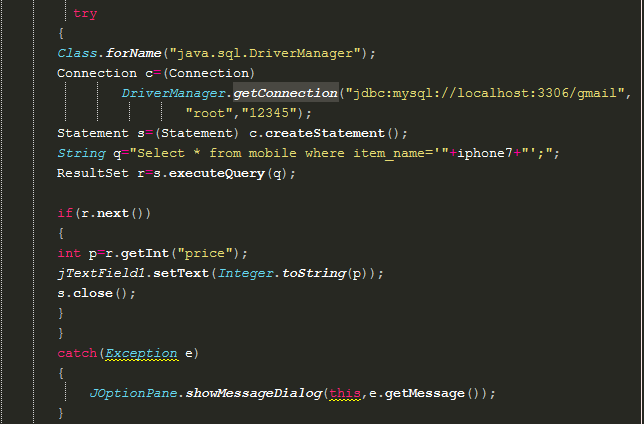 try
{
Class.forName("java.sql.DriverManager");
Connection c=(Connection)
DriverManager.getConnection("jdbc:mysql://localhost:3306/gmail",
"root","12345");
Statement s=(Statement) c.createStatement();
String q="Select * from mobile where item_name='"+iphone7+"';";
ResultSet r=s.executeQuery(q);
if(r.next())
{
int p=r.getInt("price");
jTextField1.setText(Integer.toString(p));
s.close();
}
}
catch(Exception e)
{
JOptionPane.showMessageDialog(this,e.getMessage());
}